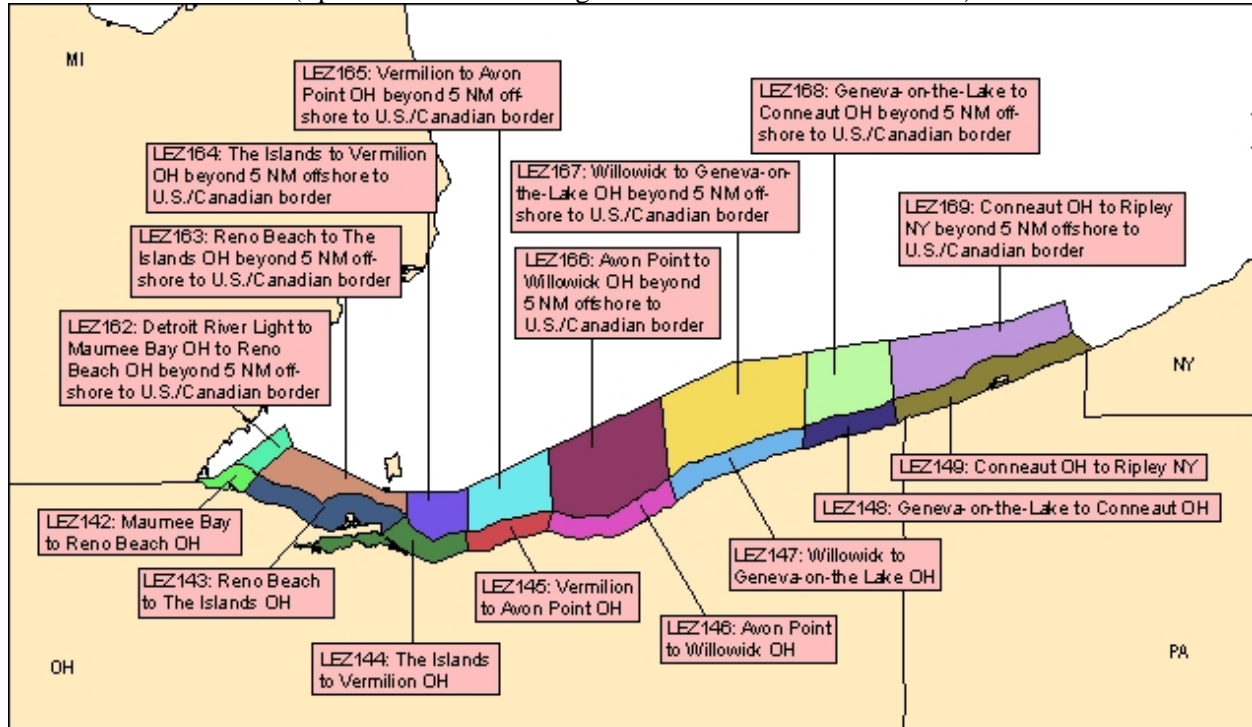 MI
LEZ165: Vermilion to Avon
Point OH beyond 5 NM off-
shore to U.S./Canadian border
LEZ168: Geneva-on-the-Lake to
Conneaut OH beyond 5 NM off-
shore to U.S./Canadian border
LEZ164: The Islands to Vermilion
OH beyond 5 NM offshore to
U.S./Canadian border
LEZ167: Willowick to Geneva-on-
the-Lake OH beyond 5 NM off-
shore to U.S./Canadian border
LEZ169: Conneaut OH to Ripley
NY beyond 5 NM offshore to
U.S./Canadian border
LEZ163: Reno Beach to The
Islands OH beyond 5 NM off-
shore to U.S./Canadian border
LEZ166: Avon Point to
Willowick OH beyond
5 NM offshore to
U.S./Canadian border
LEZ162: Detroit River Light to
Maumee Bay OH to Reno
Beach OH beyond 5 NM off-
shore to U.S./Canadian border
NY
LEZ149: Conneaut OH to Ripley NY
LEZ148: Geneva-on-the-Lake to Conneaut OH
LEZ142: Maumee Bay
to Reno Beach OH
LEZ147: Willowick to
Geneva-on-the Lake OH
LEZ143: Reno Beach
to The Islands OH
LEZ145: Vermilion
to Avon Point OH
LEZ146: Avon Point
to Willowick OH
LEZ144: The Islands
to Vermilion OH
OH
PA